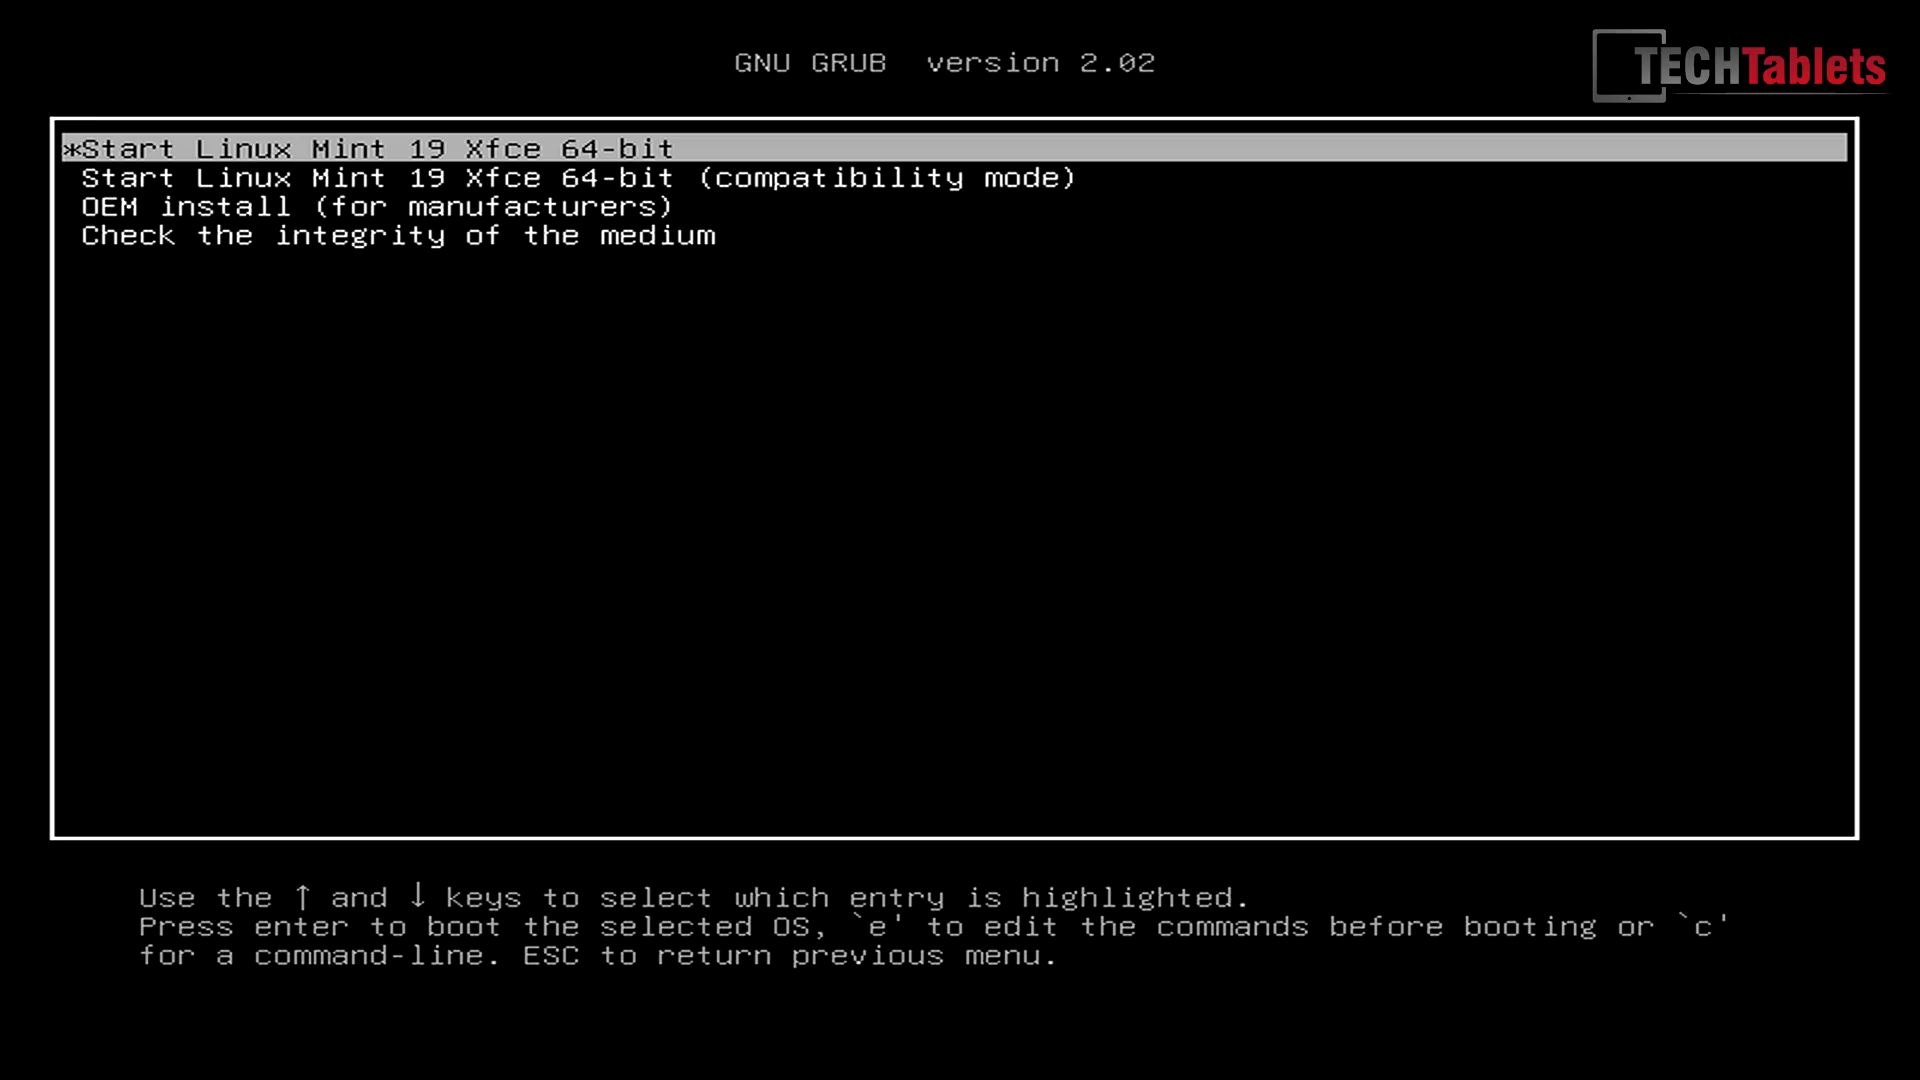 GNU GRUB  version 2.02
TECHTablets
*Start Linux Mint 19 Xfce 64-bit
Start Linux Mint 19 Xfce 64-bit (compatibility mode)
OEM install (for manufacturers)
Check the integrity of the medium
Use the ↑ and ↓ keys to select which entry is highlighted.
Press enter to boot the selected OS, `e' to edit the commands before booting or `c'
for a command-line. ESC to return previous menu.